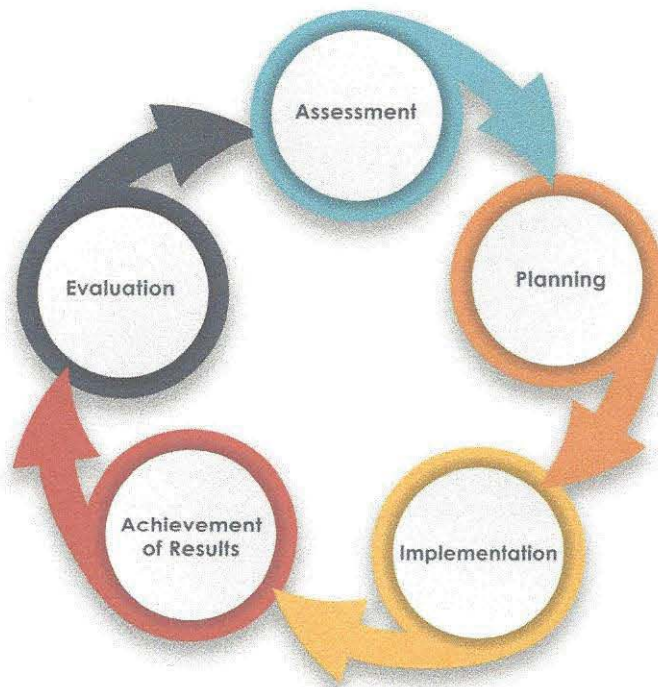 Assessment
Planning
Implementation
Achievement
of Results
Evaluation